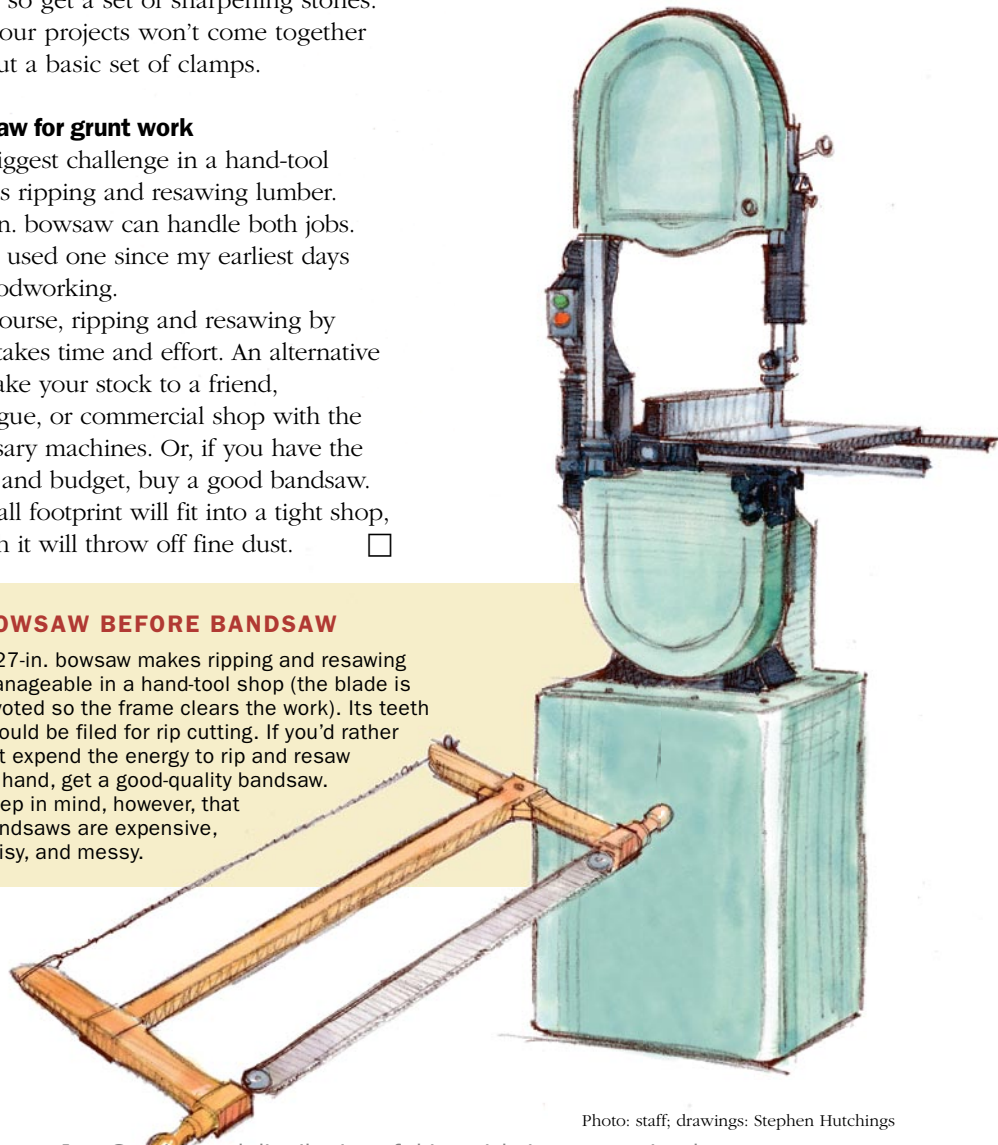 so get a set of sharpening stones.
our projects won't come together
ut a basic set of clamps.
aw for grunt work
iggest challenge in a hand-tool
s ripping and resawing lumber.
n. bowsaw can handle both jobs.
used one since my earliest days
odworking.
ourse, ripping and resawing by
takes time and effort. An alternative
ake your stock to a friend,
gue, or commercial shop with the
sary machines. Or, if you have the
and budget, buy a good bandsaw.
all footprint will fit into a tight shop,
h it will throw off fine dust. □
OWSAW BEFORE BANDSAW
27-in. bowsaw makes ripping and resawing
anageable in a hand-tool shop (the blade is
voted so the frame clears the work). Its teeth
ould be filed for rip cutting. If you'd rather
t expend the energy to rip and resaw
hand, get a good-quality bandsaw.
ep in mind, however, that
ndsaws are expensive,
isy, and messy.
Photo: staff; drawings: Stephen Hutchings